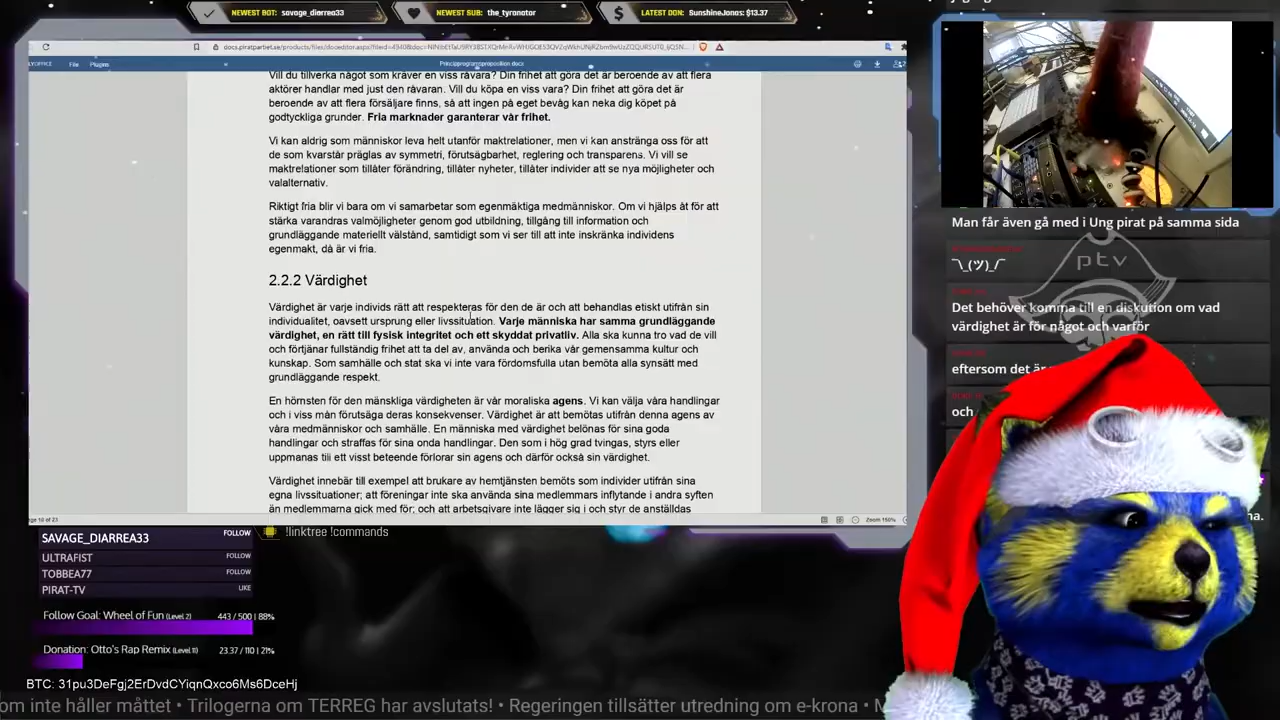 NEWEST BOT: savage_diarrea33
NEWEST SUB: the_tyronator
LATEST DON: SunshineJonas: $13.37
File Plugins
Principprogramsproposition.docx
Vill du tillverka något som kräver en viss råvara? Din frihet att göra det är beroende av att flera
aktörer handlar med just den råvaran. Vill du köpa en viss vara? Din frihet att göra det är
beroende av att flera försäljare finns, så att ingen på eget bevåg kan neka dig köpet på
godtyckliga grunder. Fria marknader garanterar vår frihet.
Vi kan aldrig som människor leva helt utanför maktrelationer, men vi kan anstränga oss för att
de som kvarstår präglas av symmetri, förutsägbarhet, reglering och transparens. Vi vill se
maktrelationer som tillåter förändring, tillåter nyheter, tillåter individer att se nya möjligheter och
valalternativ.
Riktigt fria blir vi bara om vi samarbetar som egenmäktiga medmänniskor. Om vi hjälps åt för att
stärka varandras valmöjligheter genom god utbildning, tillgång till information och
grundläggande materiellt välstånd, samtidigt som vi ser till att inte inskränka individens
egenmakt, då är vi fria.
2.2.2 Värdighet
Värdighet är varje individs rätt att respekteras för den de är och att behandlas etiskt utifrån sin
individualitet, oavsett ursprung eller livssituation. Varje människa har samma grundläggande
värdighet, en rätt till fysisk integritet och ett skyddat privatliv. Alla ska kunna tro vad de vill
och förtjänar fullständig frihet att ta del av, använda och berika vår gemensamma kultur och
kunskap. Som samhälle och stat ska vi inte vara fördomsfulla utan bemöta alla synsätt med
grundläggande respekt.
En hörnsten för den mänskliga värdigheten är vår moraliska agens. Vi kan välja våra handlingar
och i viss mån förutsäga deras konsekvenser. Värdighet är att bemötas utifrån denna agens av
våra medmänniskor och samhälle. En människa med värdighet belönas för sina goda
handlingar och straffas för sina onda handlingar. Den som i hög grad tvingas, styrs eller
uppmanas till ett visst beteende förlorar sin agens och därför också sin värdighet.
Värdighet innebär till exempel att brukare av hemtjänsten bemöts som individer utifrån sina
egna livssituationer; att föreningar inte ska använda sina medlemmars inflytande i andra syften
än medlemmarna gick med för; och att arbetsgivare inte lägger sig i och styr de anställdas
Page 10 of 23
Zoom 150%
Man får även gå med i Ung pirat på samma sida
¯\_(ツ)_/¯
ptv
Det behöver komma till en diskution om vad
värdighet är för något och varför
eftersom det är
och
SAVAGE_DIARREA33 FOLLOW
ULTRAFIST FOLLOW
TOBBEA77 FOLLOW
PIRAT-TV LIKE
!linktree !commands
Follow Goal: Wheel of Fun (Level 2) 443 / 500 | 88%
Donation: Otto's Rap Remix (Level 1) 23.37 / 110 | 21%
BTC: 31pu3DeFgj2ErDvdCYiqnQxco6Ms6DceHj
om inte håller måttet • Trilogerna om TERREG har avslutats! • Regeringen tillsätter utredning om e-krona •